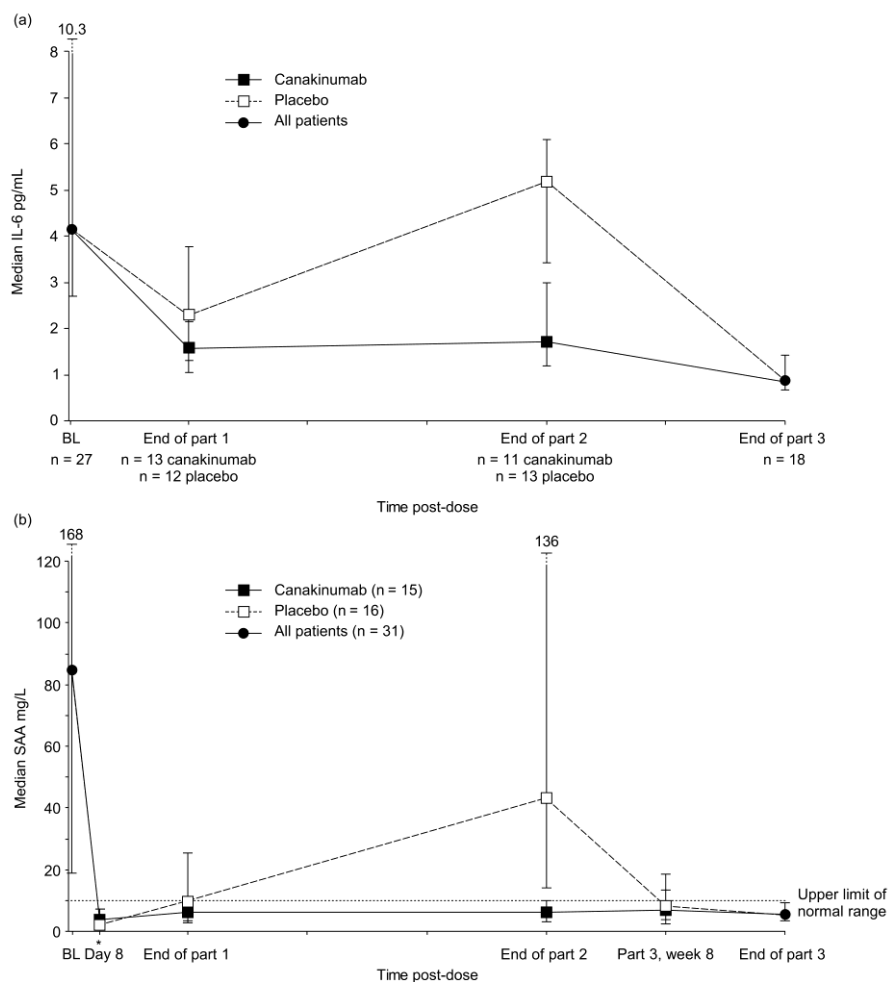 (a)
10.3
8
7
6
5
4
3
2
1
0
Median IL-6 pg/mL
Canakinumab
Placebo
All patients
BL
n = 27
End of part 1
n = 13 canakinumab
n = 12 placebo
End of part 2
n = 11 canakinumab
n = 13 placebo
End of part 3
n = 18
Time post-dose
(b)
168
136
120
100
80
60
40
20
10
0
Median SAA mg/L
Canakinumab (n = 15)
Placebo (n = 16)
All patients (n = 31)
Upper limit of
normal range
*
BL Day 8 End of part 1 End of part 2 Part 3, week 8 End of part 3
Time post-dose